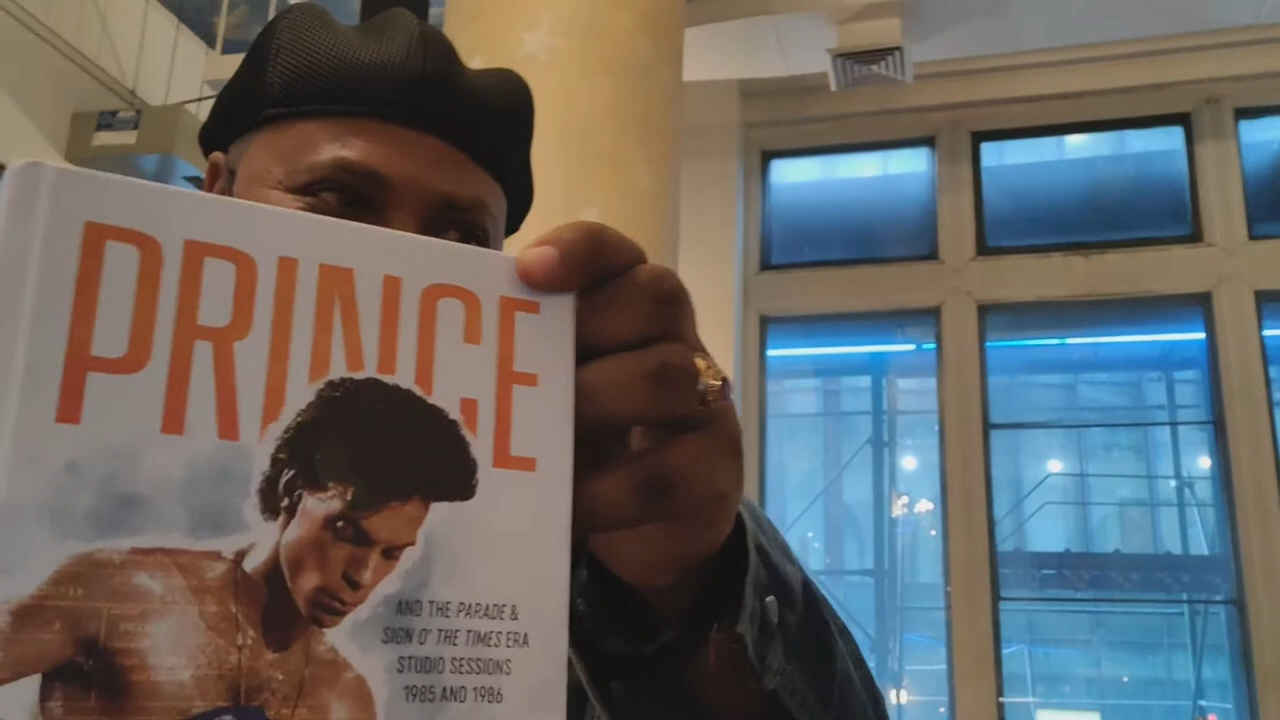 PRINCE
AND THE PARADE &
SIGN O' THE TIMES ERA
STUDIO SESSIONS
1985 AND 1986